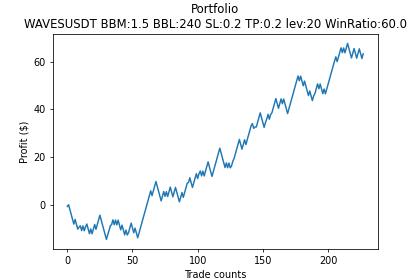 Portfolio
WAVESUSDT BBM:1.5 BBL:240 SL:0.2 TP:0.2 lev:20 WinRatio:60.0
Profit ($)
60
40
20
0
0 50 100 150 200
Trade counts